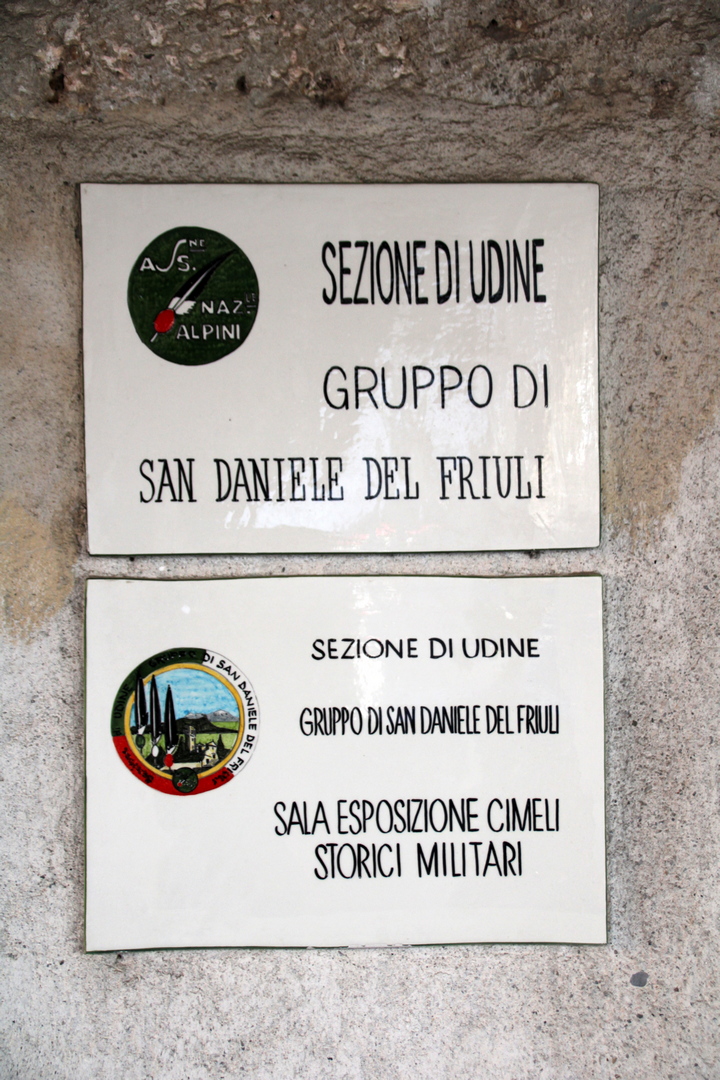 ASS.NE
NAZ.LE
ALPINI
SEZIONE DI UDINE
GRUPPO DI
SAN DANIELE DEL FRIULI
DI SAN DANIELE DEL FRIULI
SEZIONE DI UDINE
GRUPPO DI SAN DANIELE DEL FRIULI
SALA ESPOSIZIONE CIMELI
STORICI MILITARI